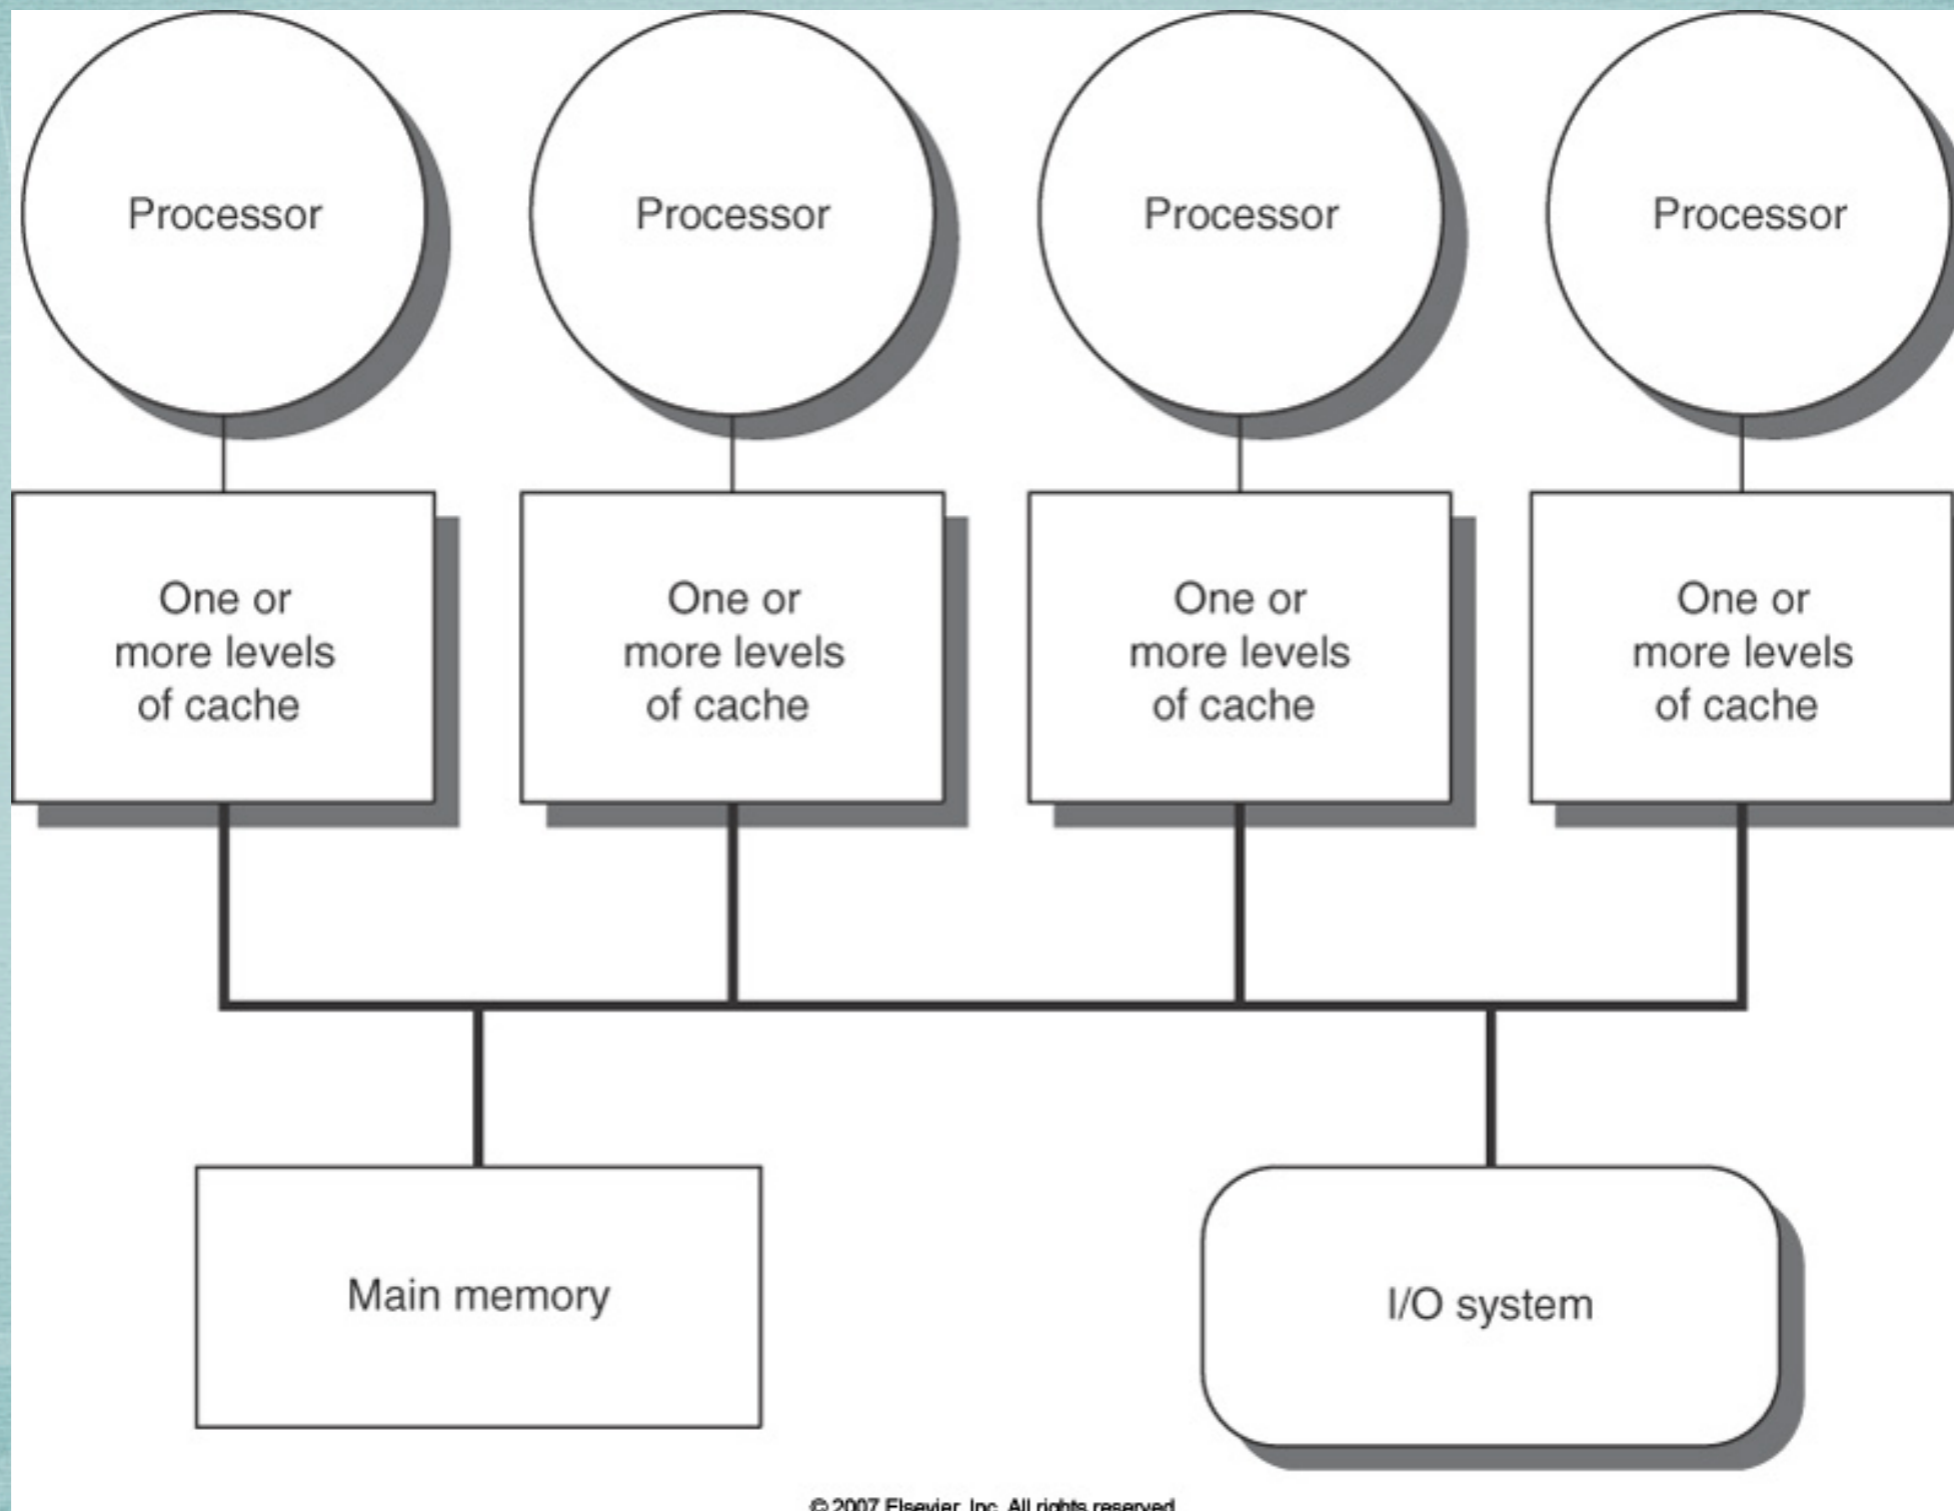 Processor
Processor
Processor
Processor
One or
more levels
of cache
One or
more levels
of cache
One or
more levels
of cache
One or
more levels
of cache
Main memory
I/O system
© 2007 Elsevier, Inc. All rights reserved.